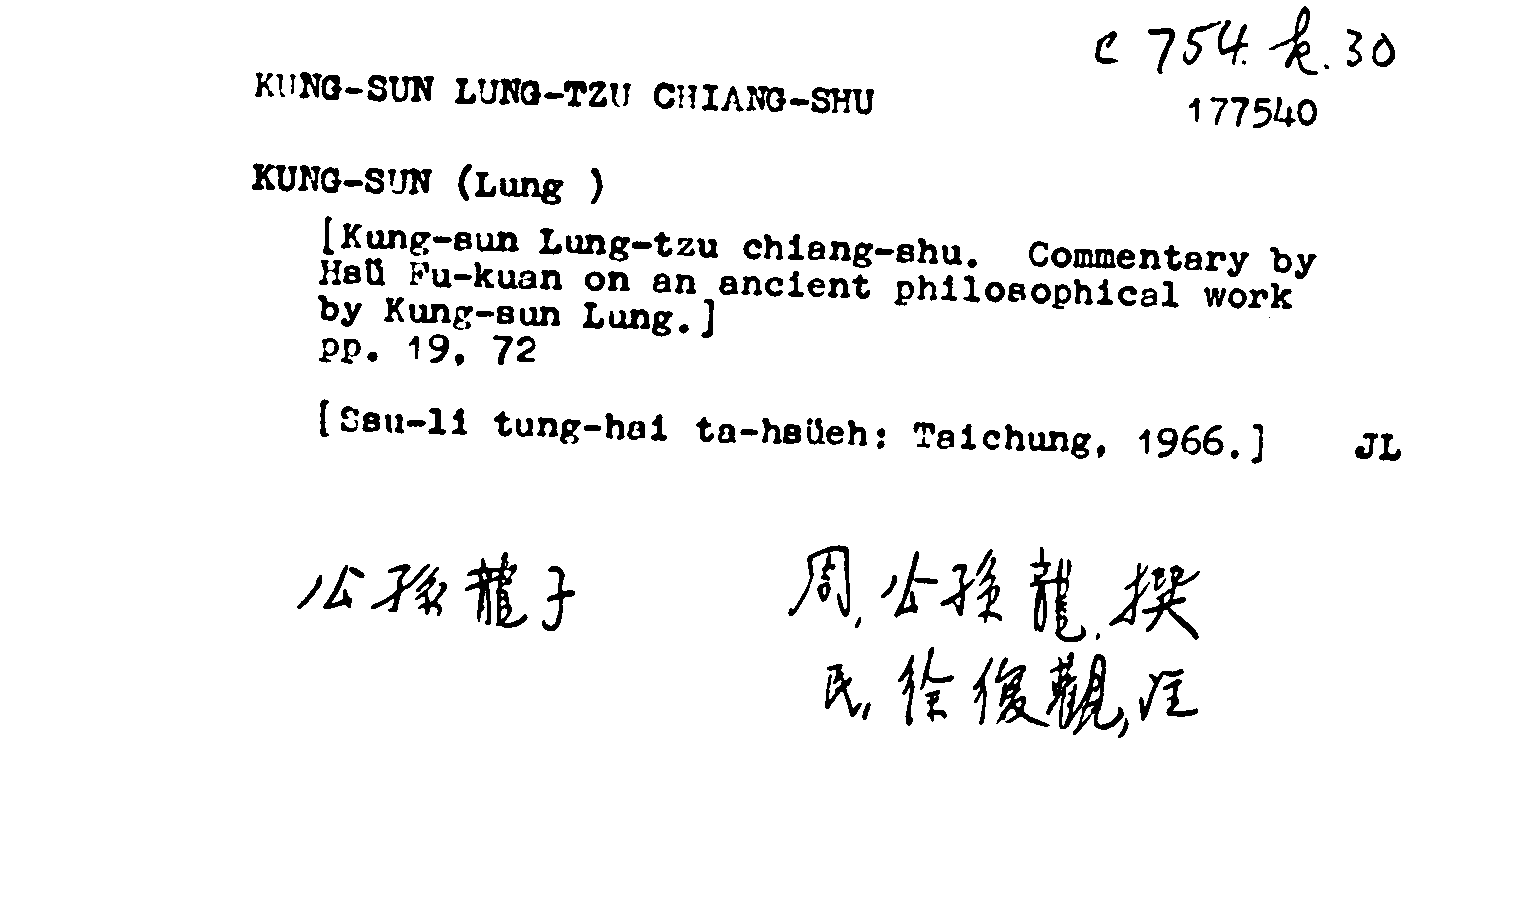 c 754. k. 30
KUNG-SUN LUNG-TZU CHIANG-SHU
177540
KUNG-SUN (Lung )
[Kung-sun Lung-tzu chiang-shu. Commentary by
Hsü Fu-kuan on an ancient philosophical work
by Kung-sun Lung.]
pp. 19, 72
[Ssu-li tung-hai ta-hsüeh: Taichung, 1966.] JL
公孫龍子
周,公孫龍,撰
民,徐復觀,注